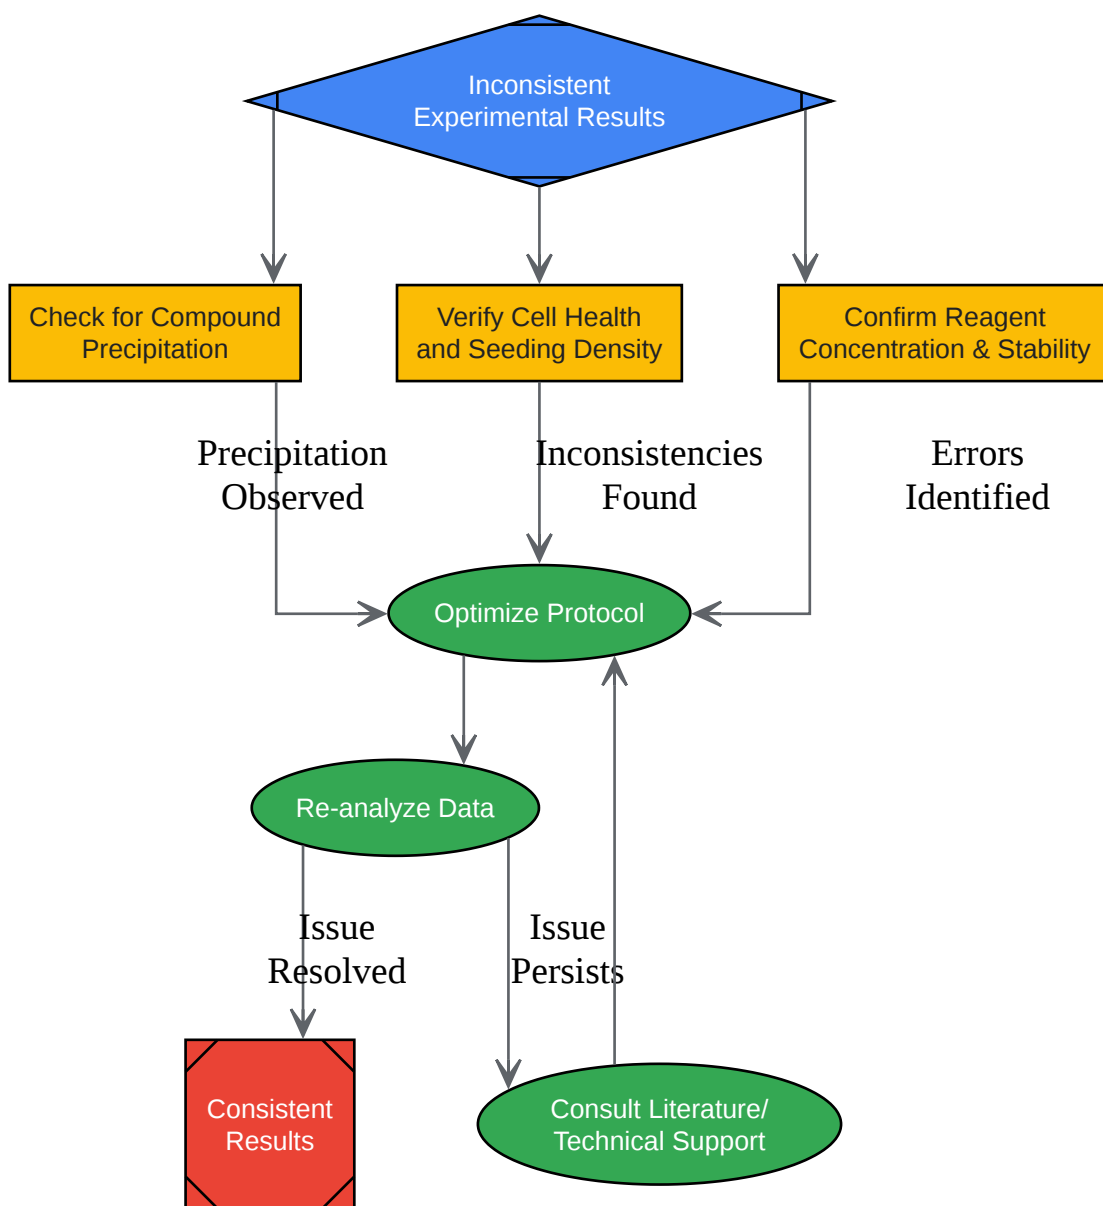 Inconsistent
Experimental Results
Check for Compound
Precipitation
Verify Cell Health
and Seeding Density
Confirm Reagent
Concentration & Stability
Precipitation
Observed
Inconsistencies
Found
Errors
Identified
Optimize Protocol
Re-analyze Data
Issue
Resolved
Issue
Persists
Consistent
Results
Consult Literature/
Technical Support